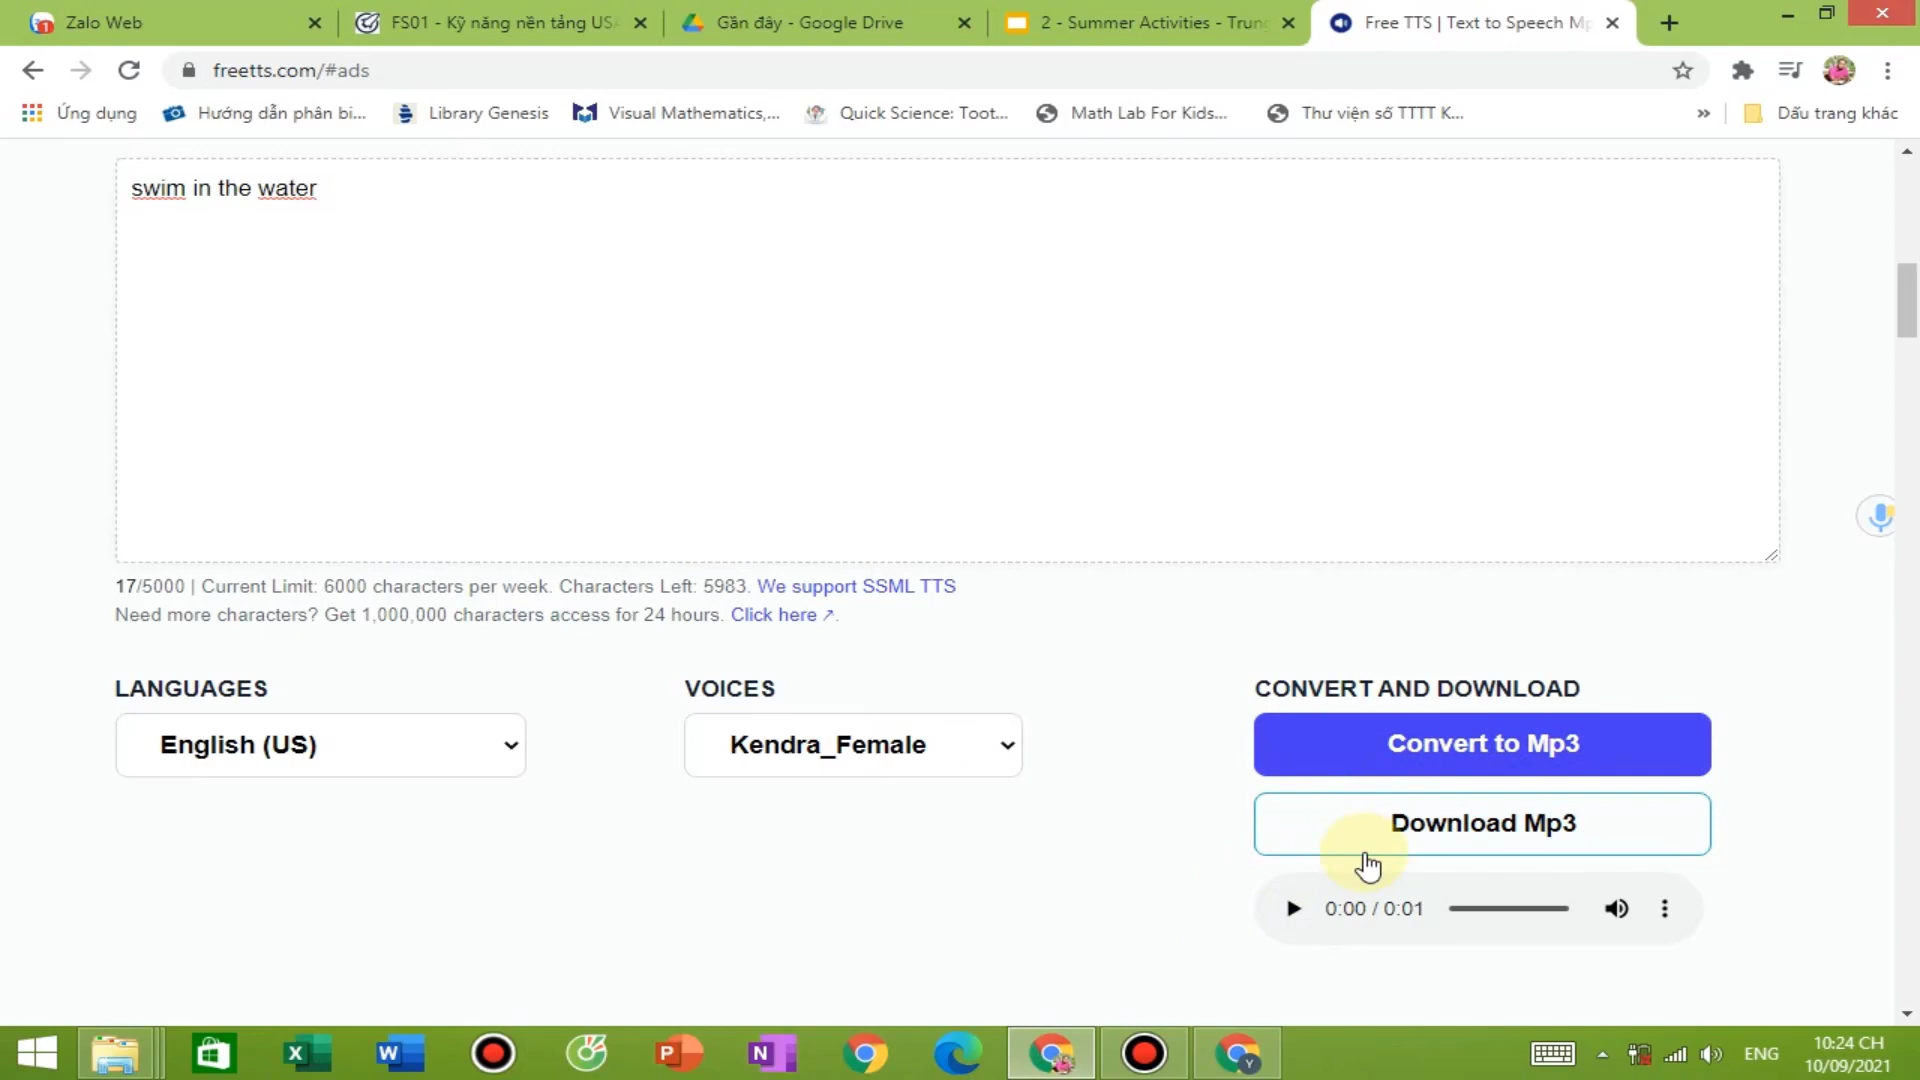 Zalo Web
FS01 - Kỹ năng nền tảng US
Gần đây - Google Drive
2 - Summer Activities - Trung
Free TTS | Text to Speech Mp
freetts.com/#ads
Ứng dụng
Hướng dẫn phân bi...
Library Genesis
Visual Mathematics,...
Quick Science: Toot...
Math Lab For Kids...
Thư viện số TTTT K...
»
Dấu trang khác
swim in the water
17/5000 | Current Limit: 6000 characters per week. Characters Left: 5983. We support SSML TTS
Need more characters? Get 1,000,000 characters access for 24 hours. Click here ↗.
LANGUAGES
VOICES
CONVERT AND DOWNLOAD
English (US)
Kendra_Female
Convert to Mp3
Download Mp3
0:00 / 0:01
ENG
10:24 CH
10/09/2021